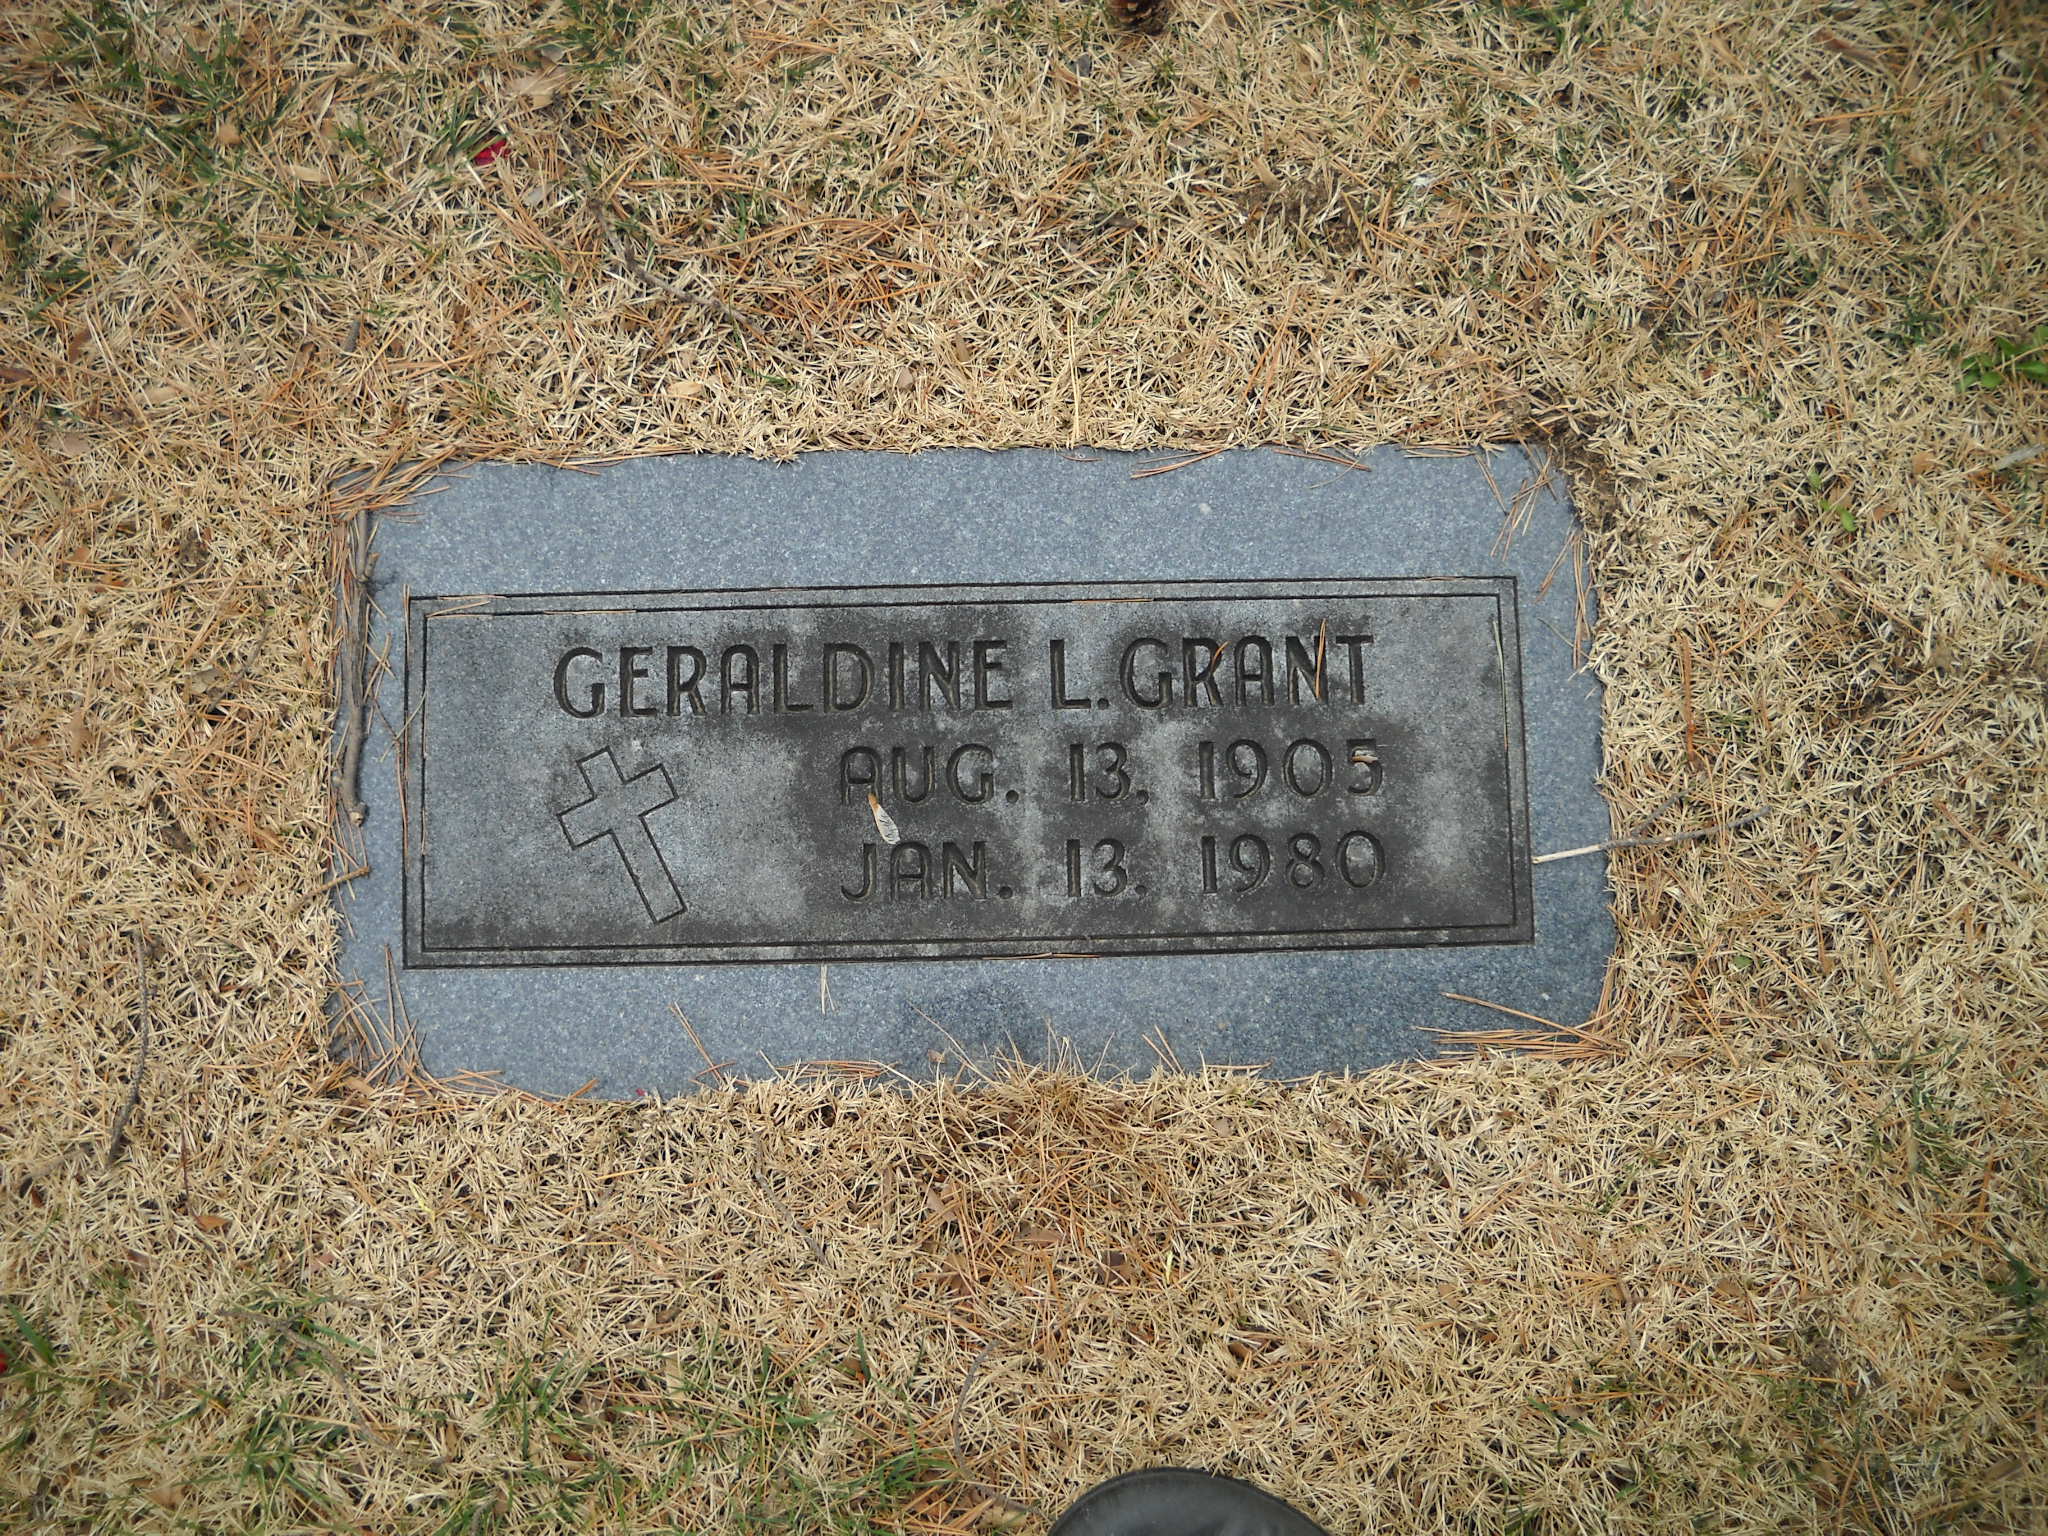 GERALDINE L. GRANT
AUG. 13, 1905
JAN. 13. 1980